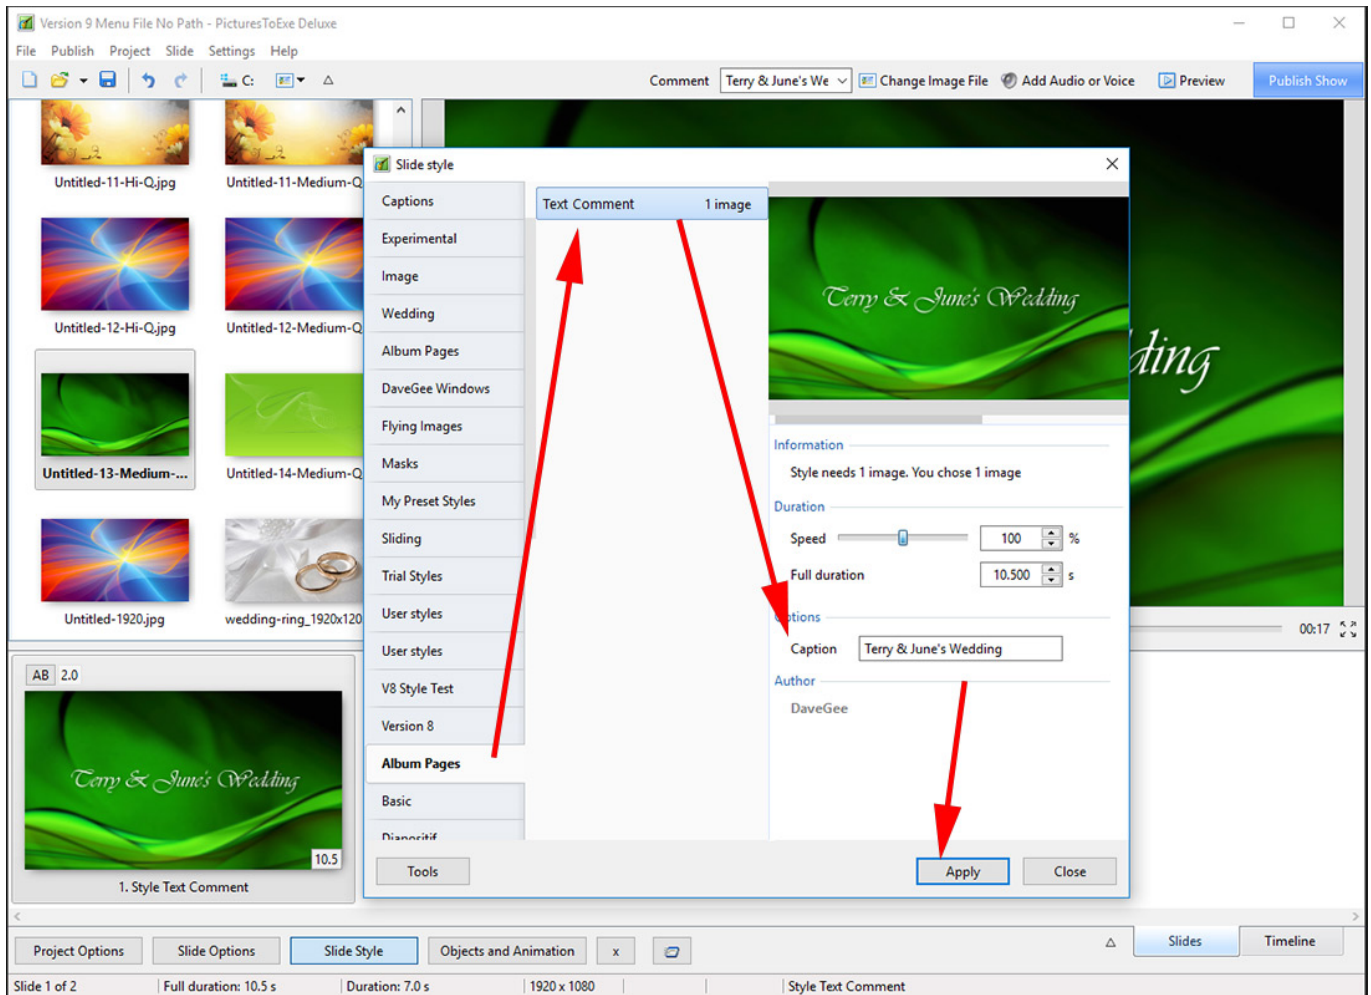 Version 9 Menu File No Path - PicturesToExe Deluxe
File Publish Project Slide Settings Help
C: Comment Terry & June's We Change Image File Add Audio or Voice Preview Publish Show
Untitled-11-Hi-Q.jpg Untitled-11-Medium-Q
Untitled-12-Hi-Q.jpg Untitled-12-Medium-Q
Untitled-13-Medium-... Untitled-14-Medium-Q
Untitled-1920.jpg wedding-ring_1920x120
ding
00:17
Slide style
Captions
Experimental
Image
Wedding
Album Pages
DaveGee Windows
Flying Images
Masks
My Preset Styles
Sliding
Trial Styles
User styles
User styles
V8 Style Test
Version 8
Album Pages
Basic
Diapositif
Text Comment 1 image
Terry & June's Wedding
Information
Style needs 1 image. You chose 1 image
Duration
Speed 100 %
Full duration 10.500 s
Options
Caption Terry & June's Wedding
Author
DaveGee
Tools Apply Close
AB 2.0
Terry & June's Wedding
10.5
1. Style Text Comment
Project Options Slide Options Slide Style Objects and Animation x Slides Timeline
Slide 1 of 2 Full duration: 10.5 s Duration: 7.0 s 1920 x 1080 Style Text Comment